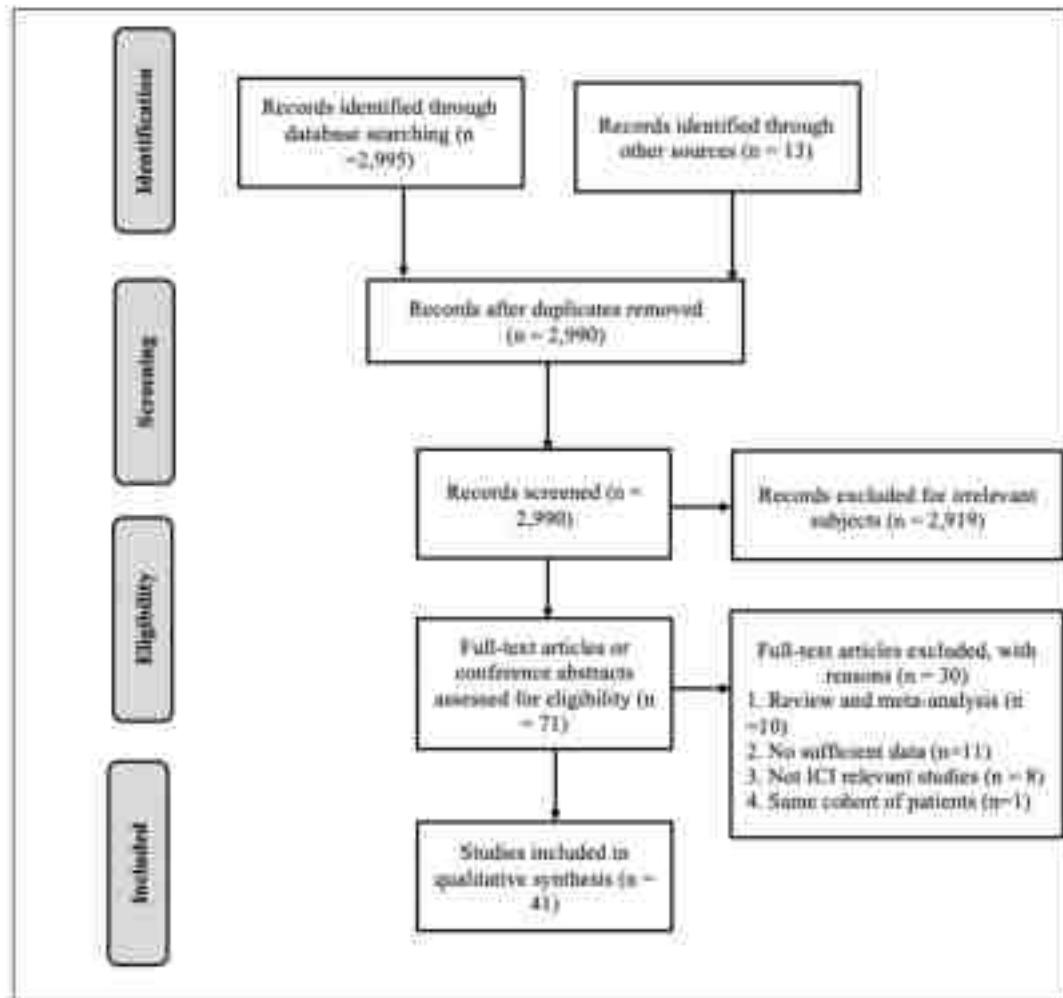 Identification
Records identified through
database searching (n
=2,995)
Records identified through
other sources (n = 13)
Screening
Records after duplicates removed
(n = 2,990)
Records screened (n =
2,990)
Records excluded for irrelevant
subjects (n = 2,919)
Eligibility
Full-text articles or
conference abstracts
assessed for eligibility (n
= 71)
Full-text articles excluded, with
reasons (n = 30)
1. Review and meta-analysis (n
=10)
2. No sufficient data (n=11)
3. Not ICI relevant studies (n = 8)
4. Same cohort of patients (n=1)
Included
Studies included in
qualitative synthesis (n =
41)